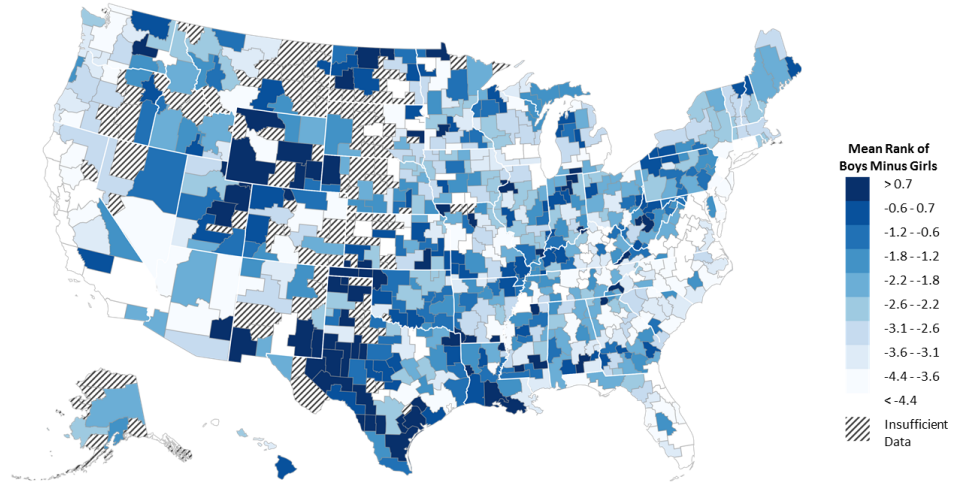 Mean Rank of
Boys Minus Girls
> 0.7
-0.6 - 0.7
-1.2 - -0.6
-1.8 - -1.2
-2.2 - -1.8
-2.6 - -2.2
-3.1 - -2.6
-3.6 - -3.1
-4.4 - -3.6
< -4.4
Insufficient
Data